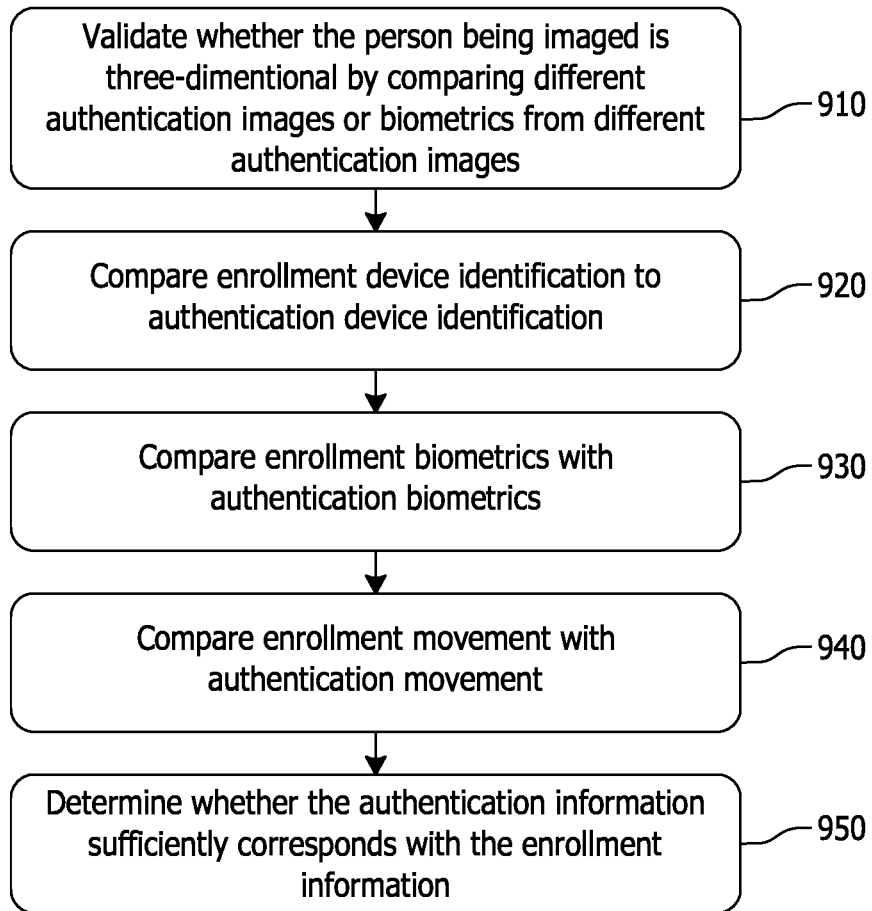 Validate whether the person being imaged is
three-dimentional by comparing different
authentication images or biometrics from different
authentication images
910
Compare enrollment device identification to
authentication device identification
920
Compare enrollment biometrics with
authentication biometrics
930
Compare enrollment movement with
authentication movement
940
Determine whether the authentication information
sufficiently corresponds with the enrollment
information
950